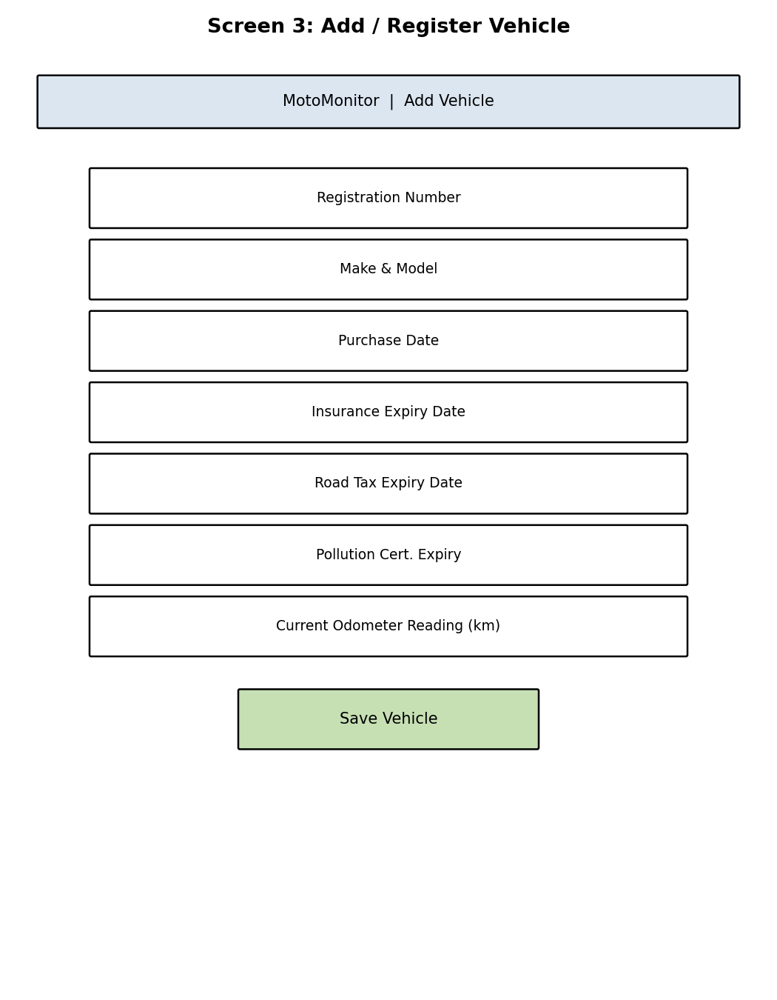 Screen 3: Add / Register Vehicle
MotoMonitor | Add Vehicle
Registration Number
Make & Model
Purchase Date
Insurance Expiry Date
Road Tax Expiry Date
Pollution Cert. Expiry
Current Odometer Reading (km)
Save Vehicle